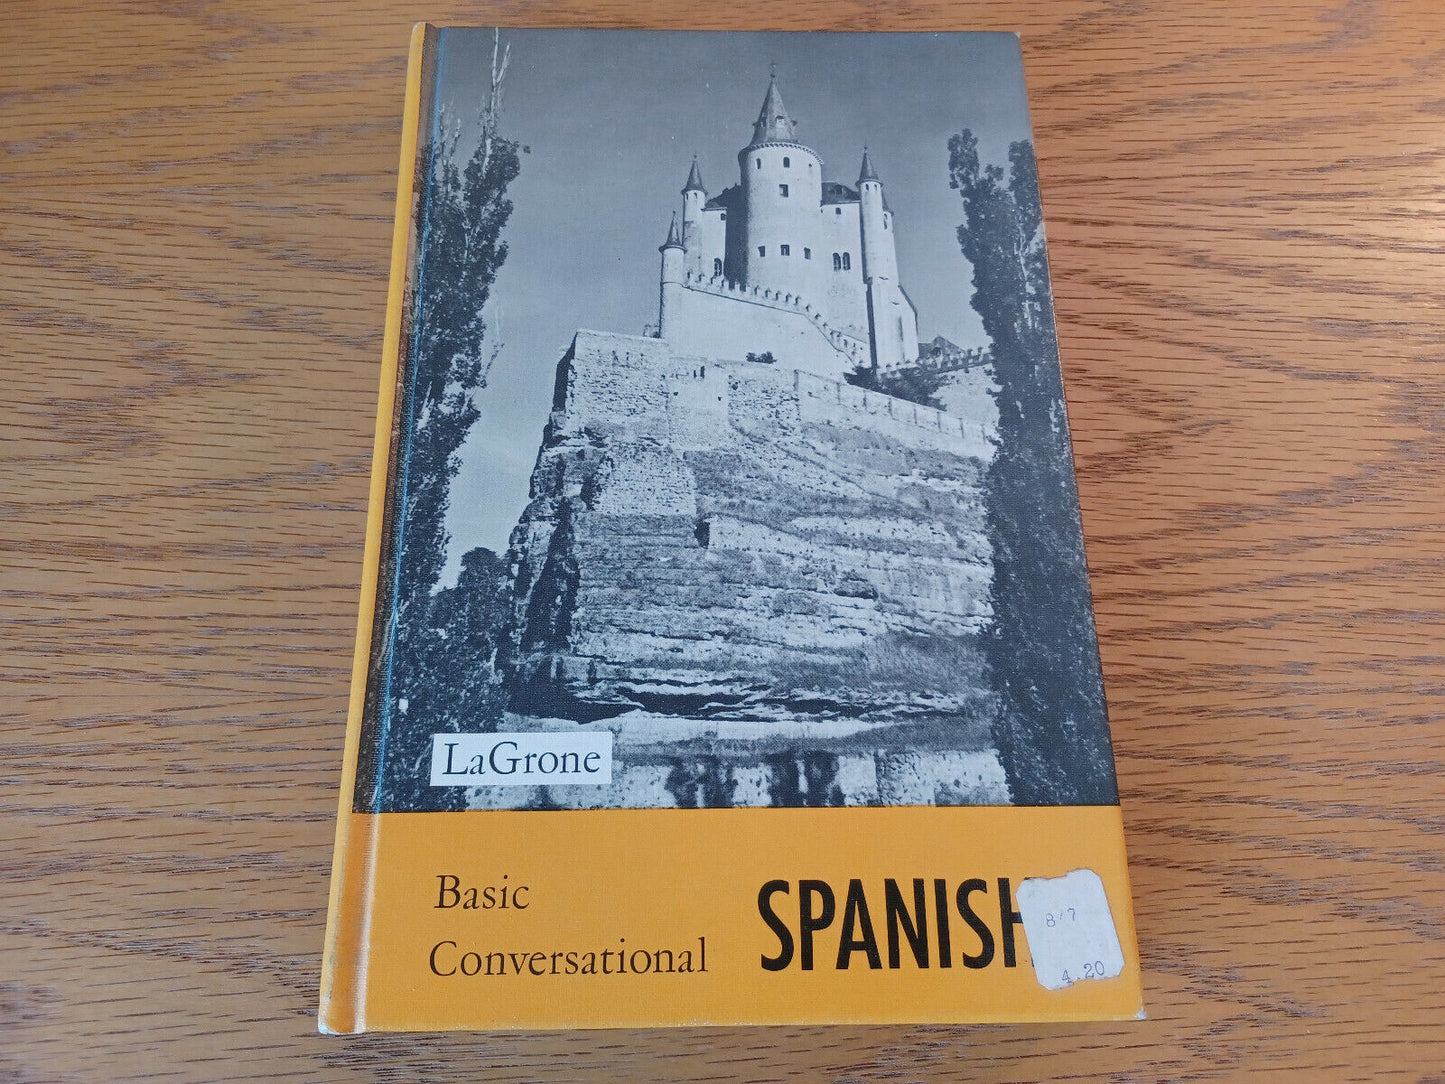 LaGrone
Basic
Conversational
SPANISH
8/7
4.20